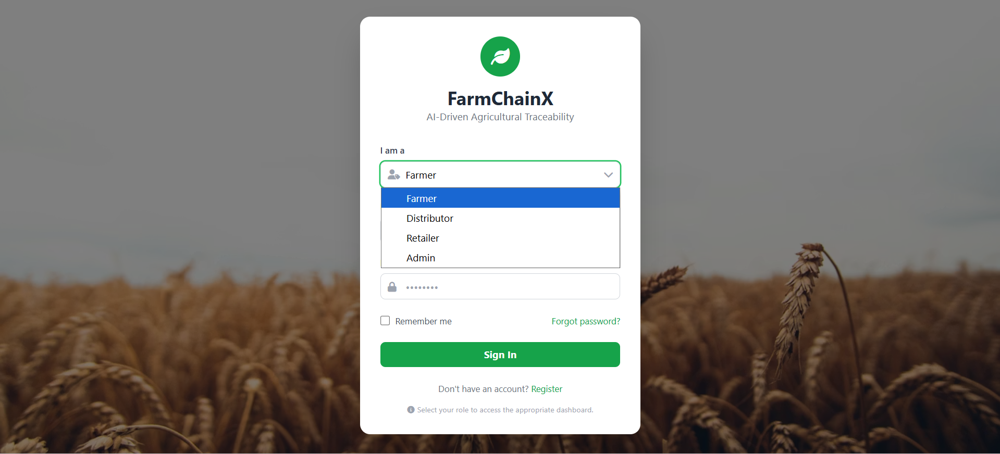 FarmChainX
AI-Driven Agricultural Traceability
I am a
Farmer
Farmer
Distributor
Retailer
Admin
••••••••
Remember me
Forgot password?
Sign In
Don't have an account? Register
Select your role to access the appropriate dashboard.